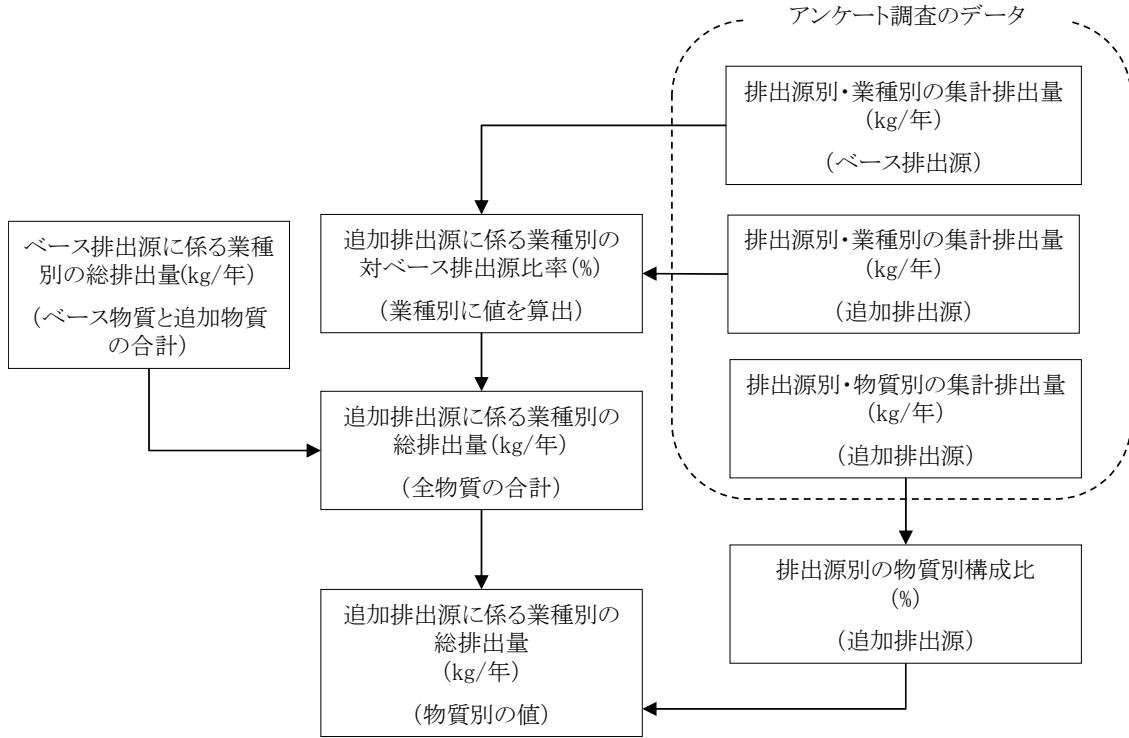 アンケート調査のデータ
排出源別・業種別の集計排出量
(kg/年)
(ベース排出源)
ベース排出源に係る業種
別の総排出量(kg/年)
(ベース物質と追加物質
の合計)
追加排出源に係る業種別の
対ベース排出源比率(%)
(業種別に値を算出)
排出源別・業種別の集計排出量
(kg/年)
(追加排出源)
追加排出源に係る業種別の
総排出量(kg/年)
(全物質の合計)
排出源別・物質別の集計排出量
(kg/年)
(追加排出源)
追加排出源に係る業種別の
総排出量
(kg/年)
(物質別の値)
排出源別の物質別構成比
(%)
(追加排出源)